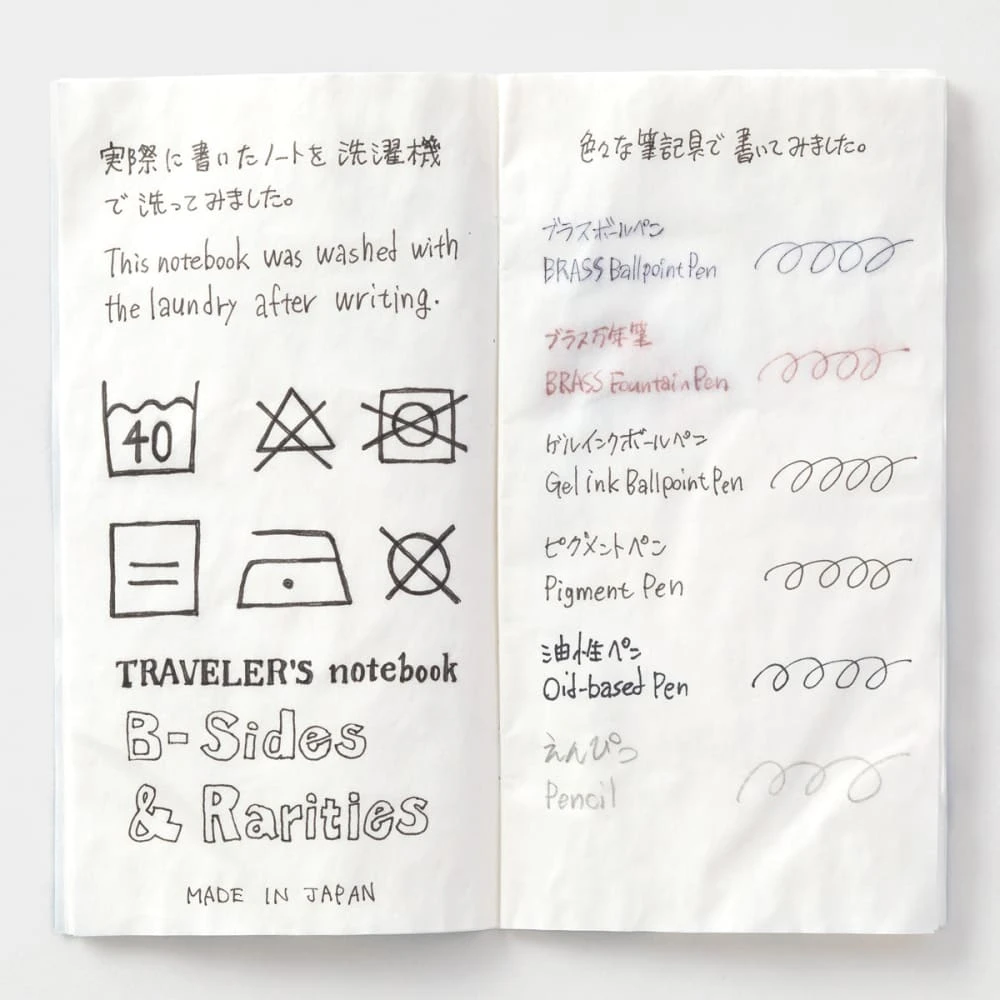 実際に書いたノートを洗濯機
で洗ってみました。
This notebook was washed with
the laundry after writing.
40
TRAVELER'S notebook
B-Sides
& Rarities
MADE IN JAPAN
色々な筆記具で書いてみました。
ブラスボールペン
BRASS Ballpoint Pen
ブラス万年筆
BRASS Fountain Pen
ゲルインクボールペン
Gel ink Ballpoint Pen
ピグメントペン
Pigment Pen
油性ペン
Oil-based Pen
えんぴつ
Pencil